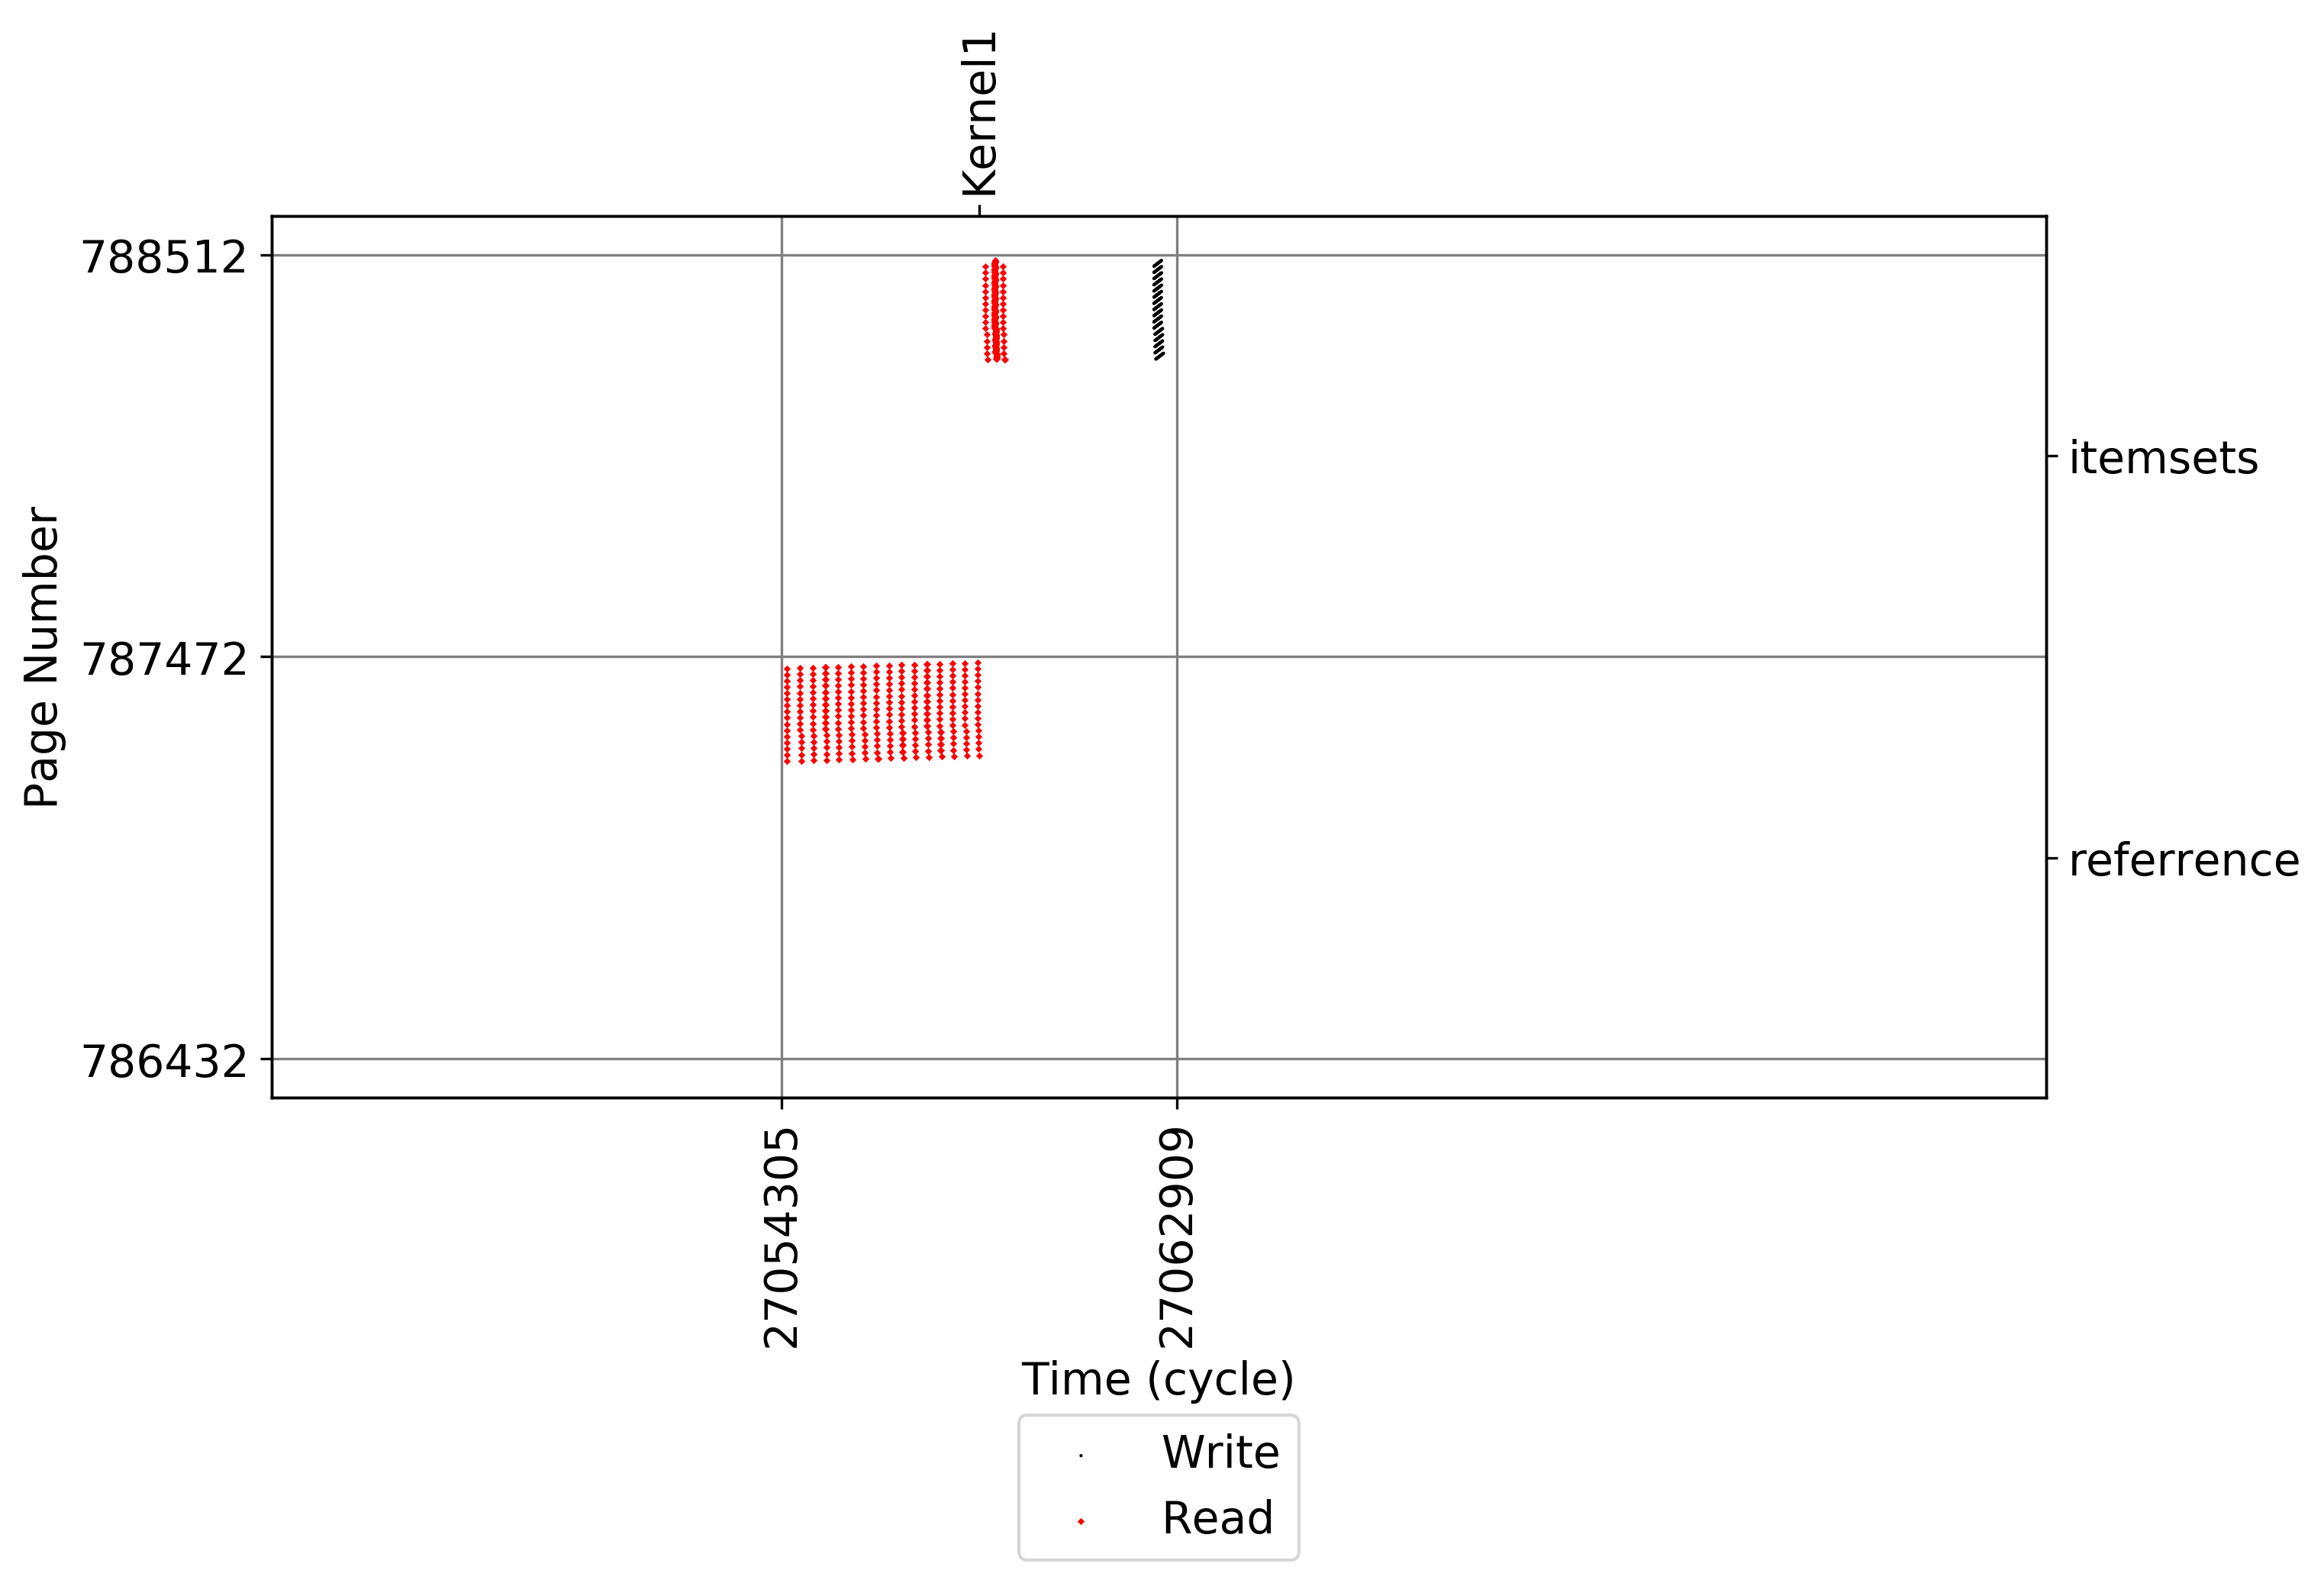 Kernel1
788512
787472
786432
Page Number
itemsets
referrence
27054305
27062909
Time (cycle)
Write
Read